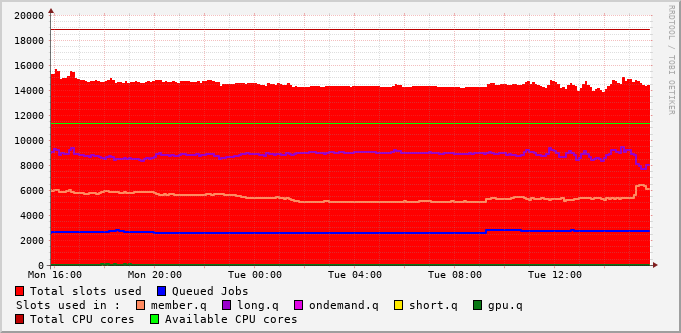 20000
18000
16000
14000
12000
10000
8000
6000
4000
2000
0
Mon 16:00 Mon 20:00 Tue 00:00 Tue 04:00 Tue 08:00 Tue 12:00
Total slots used Queued Jobs
Slots used in : member.q long.q ondemand.q short.q gpu.q
Total CPU cores Available CPU cores
RRDTOOL / TOBI OETIKER